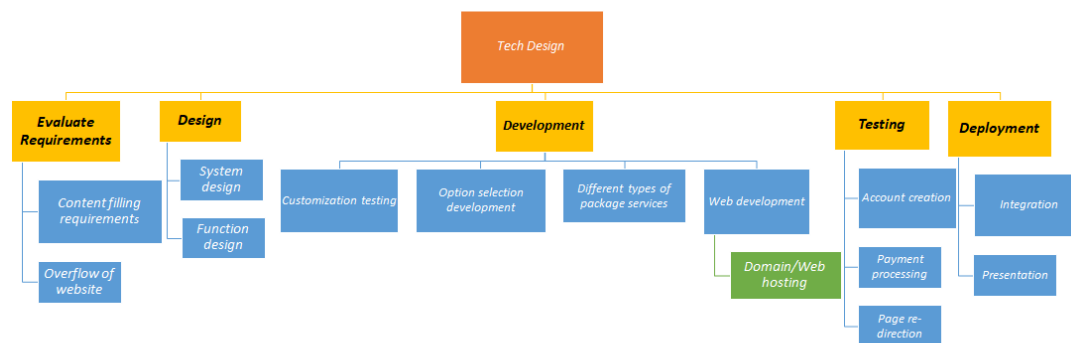 Tech Design
Evaluate
Requirements
Design
Development
Testing
Deployment
Content filling
requirements
Overflow of
website
System
design
Function
design
Customization testing
Option selection
development
Different types of
package services
Web development
Domain/Web
hosting
Account creation
Payment
processing
Page re-
direction
Integration
Presentation